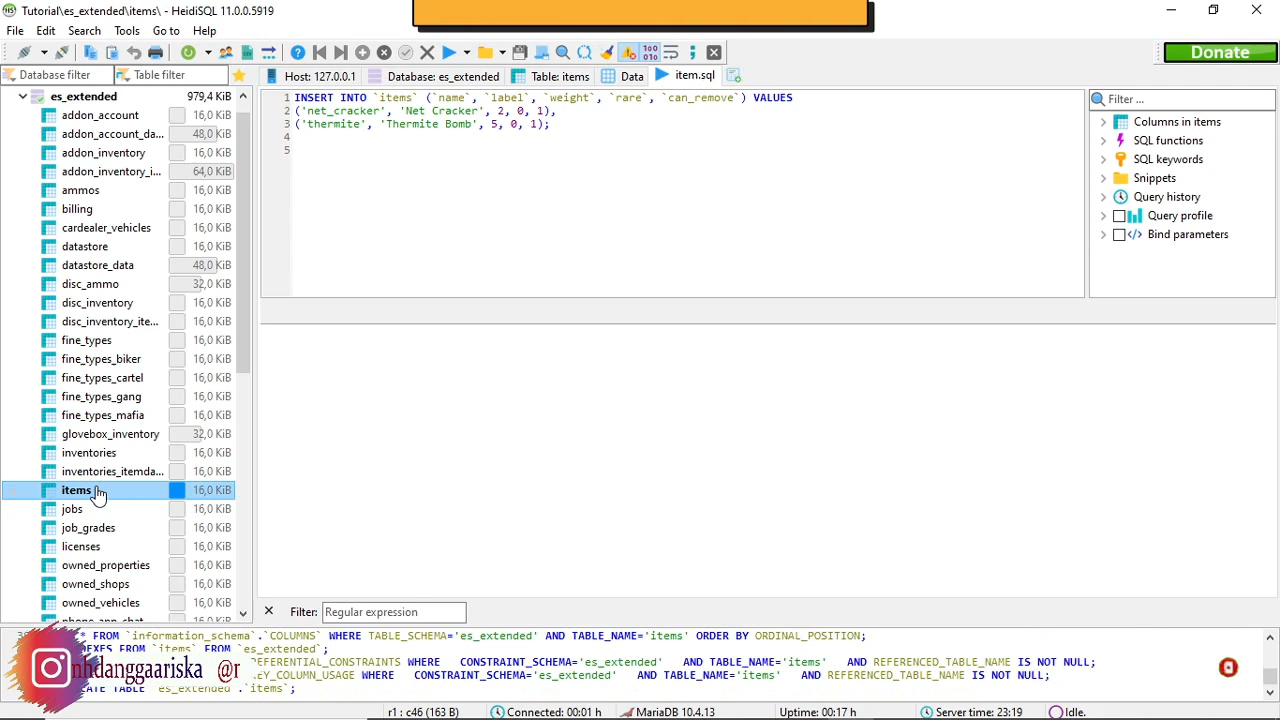 Tutorial\es_extended\items\ - HeidiSQL 11.0.0.5919
File Edit Search Tools Go to Help
Donate
Database filter Table filter
Host: 127.0.0.1 Database: es_extended Table: items Data item.sql
es_extended 979,4 KiB
addon_account 16,0 KiB
addon_account_da... 48,0 KiB
addon_inventory 16,0 KiB
addon_inventory_i... 64,0 KiB
ammos 16,0 KiB
billing 16,0 KiB
cardealer_vehicles 16,0 KiB
datastore 16,0 KiB
datastore_data 48,0 KiB
disc_ammo 32,0 KiB
disc_inventory 16,0 KiB
disc_inventory_ite... 16,0 KiB
fine_types 16,0 KiB
fine_types_biker 16,0 KiB
fine_types_cartel 16,0 KiB
fine_types_gang 16,0 KiB
fine_types_mafia 16,0 KiB
glovebox_inventory 32,0 KiB
inventories 16,0 KiB
inventories_itemda... 16,0 KiB
items 16,0 KiB
jobs 16,0 KiB
job_grades 16,0 KiB
licenses 16,0 KiB
owned_properties 16,0 KiB
owned_shops 16,0 KiB
owned_vehicles 16,0 KiB
1 INSERT INTO `items` (`name`, `label`, `weight`, `rare`, `can_remove`) VALUES
2 ('net_cracker', 'Net Cracker', 2, 0, 1),
3 ('thermite', 'Thermite Bomb', 5, 0, 1);
4
5
Filter ...
Columns in items
SQL functions
SQL keywords
Snippets
Query history
Query profile
Bind parameters
Filter: Regular expression
* FROM `information_schema`.`COLUMNS` WHERE TABLE_SCHEMA='es_extended' AND TABLE_NAME='items' ORDER BY ORDINAL_POSITION;
EXES FROM `items` FROM `es_extended`;
FERENTIAL_CONSTRAINTS WHERE CONSTRAINT_SCHEMA='es_extended' AND TABLE_NAME='items' AND REFERENCED_TABLE_NAME IS NOT NULL;
EY_COLUMN_USAGE WHERE CONSTRAINT_SCHEMA='es_extended' AND TABLE_NAME='items' AND REFERENCED_TABLE_NAME IS NOT NULL;
EATE TABLE `es_extended`.`items`;
nhdanggaariska @r
r1 : c46 (163 B) Connected: 00:01 h MariaDB 10.4.13 Uptime: 00:17 h Server time: 23:19 Idle.